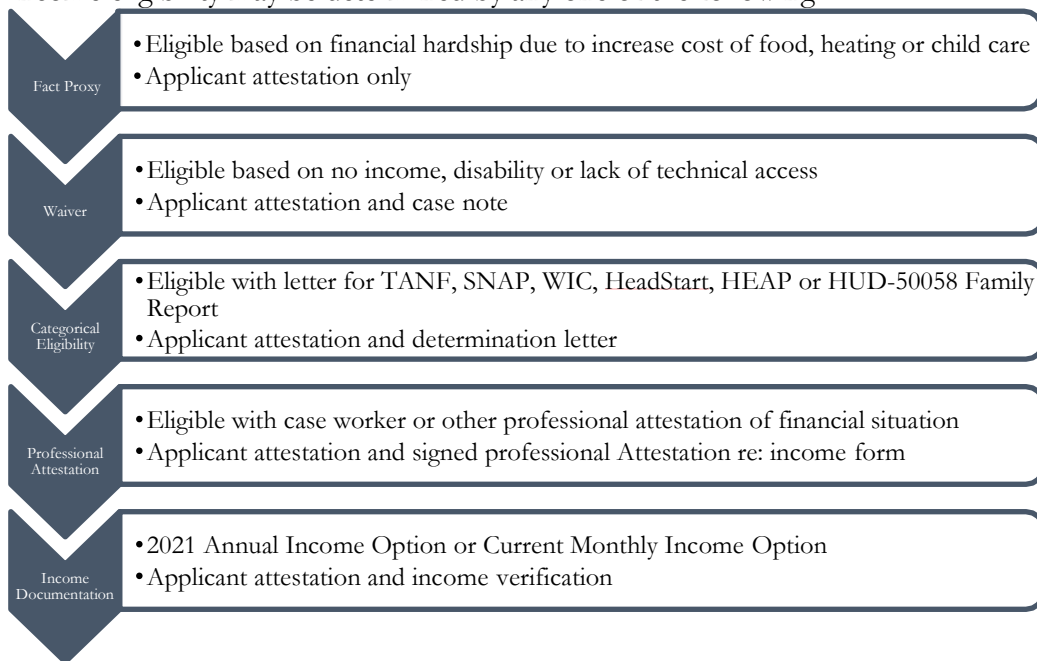 Fact Proxy
•Eligible based on financial hardship due to increase cost of food, heating or child care
•Applicant attestation only
Waiver
•Eligible based on no income, disability or lack of technical access
•Applicant attestation and case note
Categorical
Eligibility
•Eligible with letter for TANF, SNAP, WIC, HeadStart, HEAP or HUD-50058 Family
Report
•Applicant attestation and determination letter
Professional
Attestation
•Eligible with case worker or other professional attestation of financial situation
•Applicant attestation and signed professional Attestation re: income form
Income
Documentation
•2021 Annual Income Option or Current Monthly Income Option
•Applicant attestation and income verification